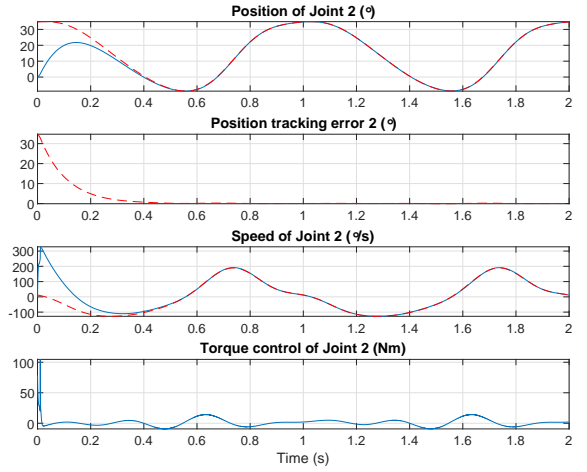 Position of Joint 2 (°)
30
20
10
0
0 0.2 0.4 0.6 0.8 1 1.2 1.4 1.6 1.8 2
Position tracking error 2 (°)
30
20
10
0
0 0.2 0.4 0.6 0.8 1 1.2 1.4 1.6 1.8 2
Speed of Joint 2 (°/s)
300
200
100
0
-100
0 0.2 0.4 0.6 0.8 1 1.2 1.4 1.6 1.8 2
Torque control of Joint 2 (Nm)
100
50
0
0 0.2 0.4 0.6 0.8 1 1.2 1.4 1.6 1.8 2
Time (s)